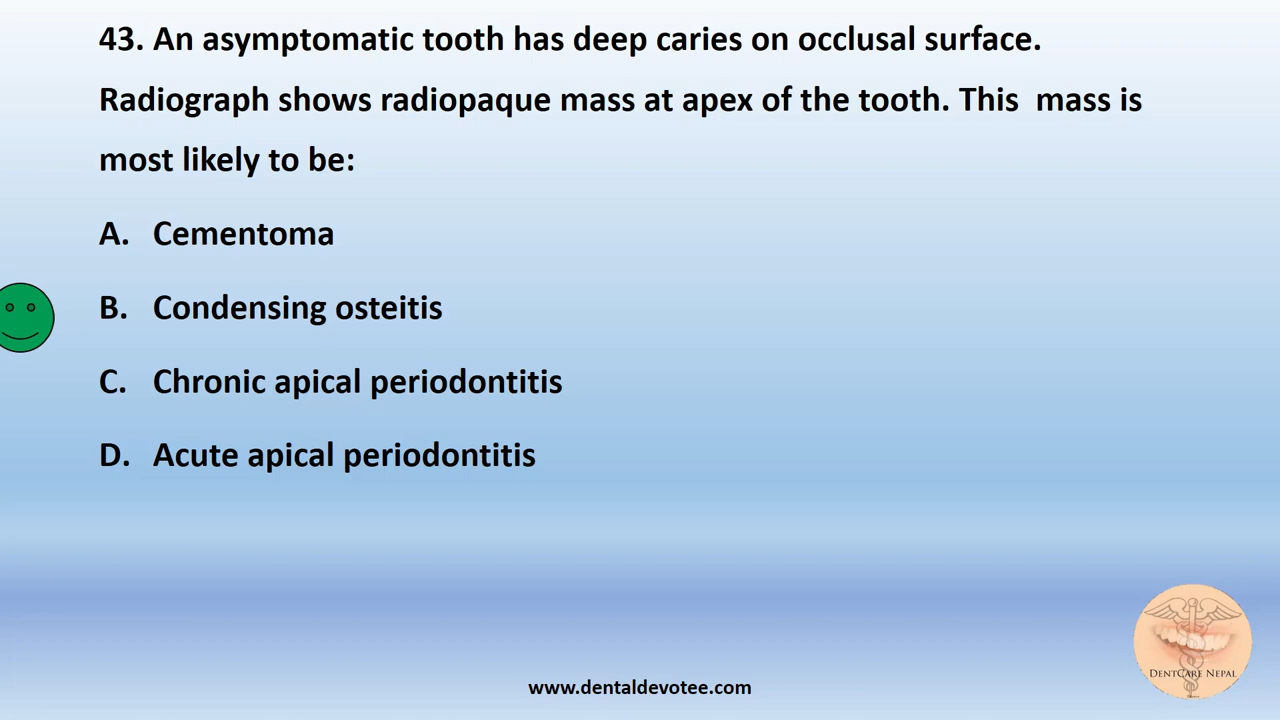 43. An asymptomatic tooth has deep caries on occlusal surface.
Radiograph shows radiopaque mass at apex of the tooth. This  mass is
most likely to be:
A. Cementoma
B. Condensing osteitis
C. Chronic apical periodontitis
D. Acute apical periodontitis
DENTCARE NEPAL
www.dentaldevotee.com